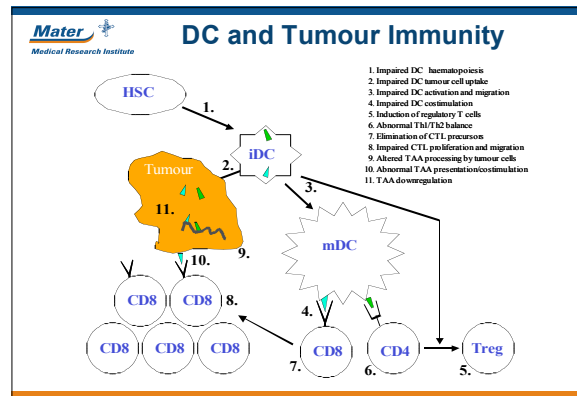 Mater
Medical Research Institute
DC and Tumour Immunity
1. Impaired DC haematopoiesis
2. Impaired DC tumour cell uptake
3. Impaired DC activation and migration
4. Impaired DC costimulation
5. Induction of regulatory T cells
6. Abnormal Th1/Th2 balance
7. Elimination of CTL precursors
8. Impaired CTL proliferation and migration
9. Altered TAA processing by tumour cells
10. Abnormal TAA presentation/costimulation
11. TAA downregulation
HSC
1.
iDC
2.
Tumour
3.
11.
mDC
9.
10.
CD8
CD8
8.
4.
CD8
CD8
CD8
7.
CD8
6.
CD4
5.
Treg